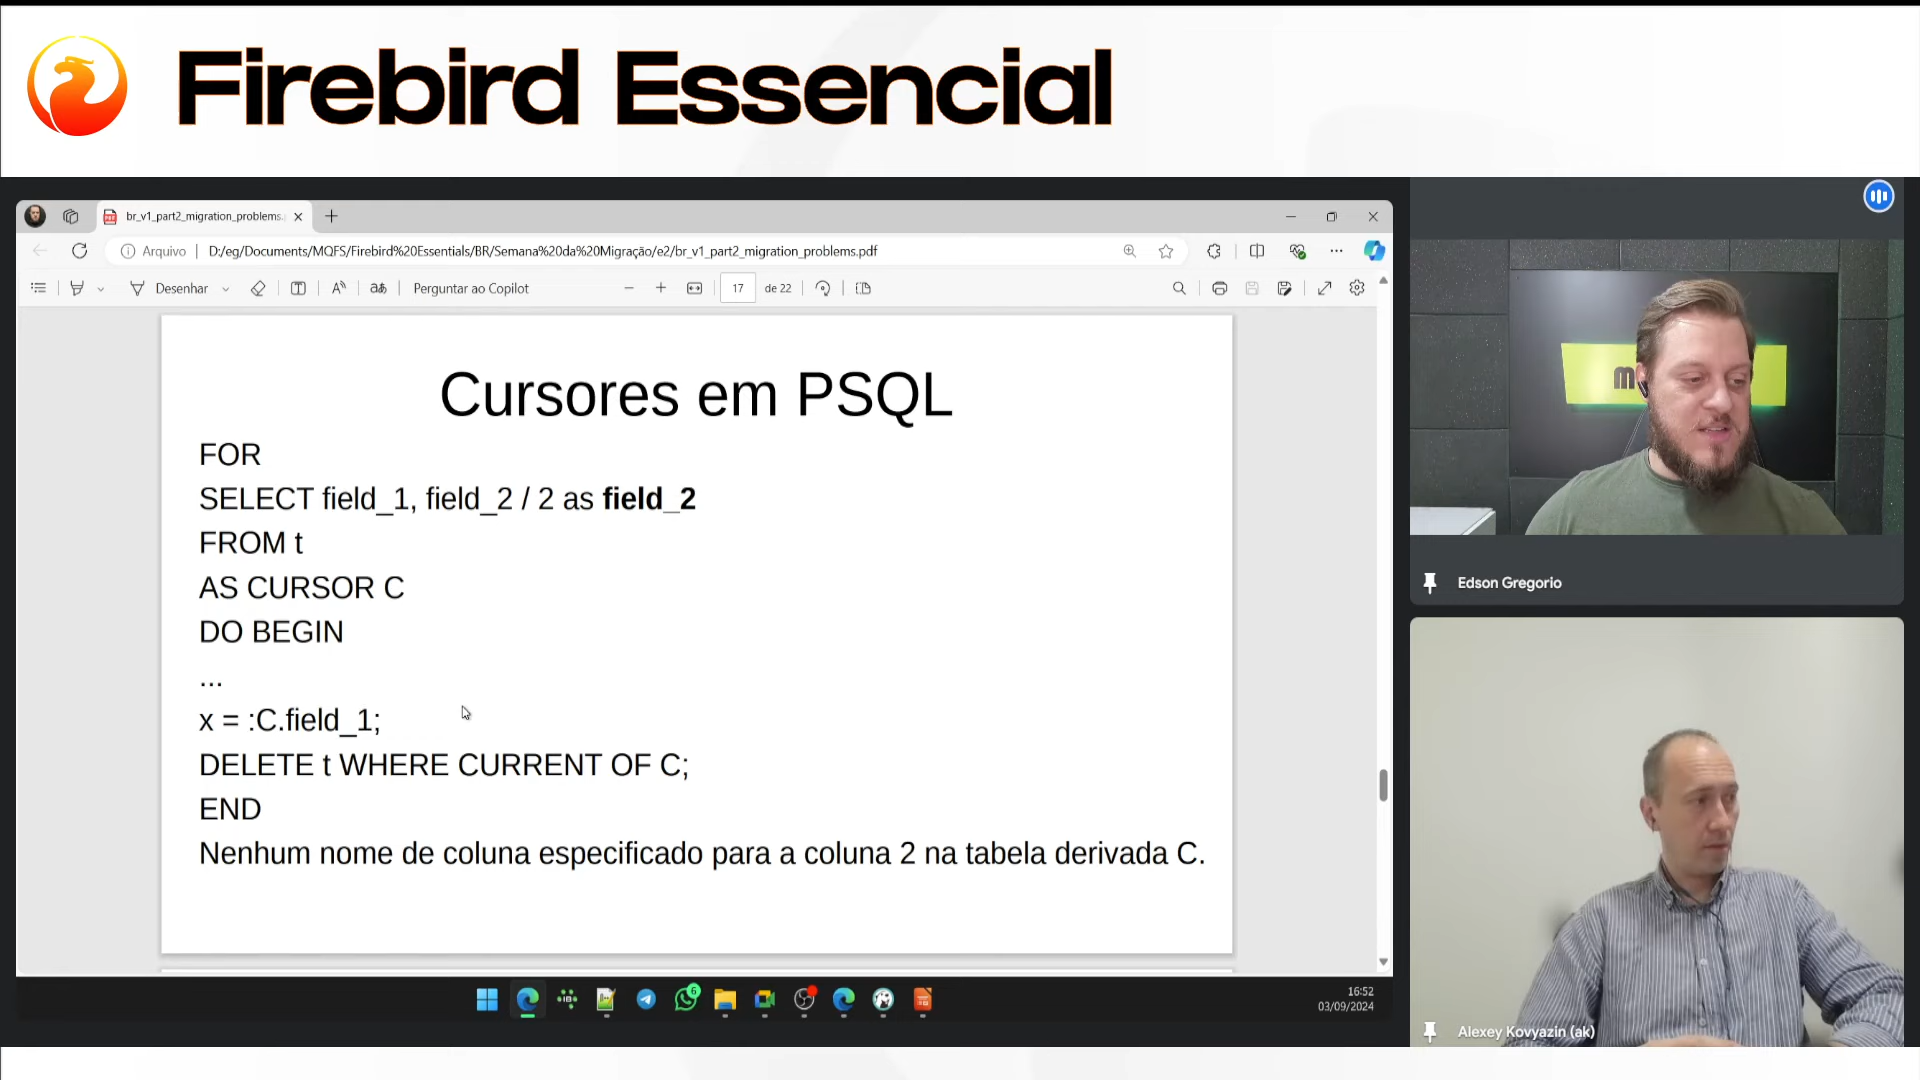 Firebird Essencial
br_v1_part2_migration_problems.
Arquivo
D:/eg/Documents/MQFS/Firebird%20Essentials/BR/Semana%20da%20Migração/e2/br_v1_part2_migration_problems.pdf
Desenhar
Perguntar ao Copilot
17 de 22
Cursores em PSQL
FOR
SELECT field_1, field_2 / 2 as field_2
FROM t
AS CURSOR C
DO BEGIN
...
x = :C.field_1;
DELETE t WHERE CURRENT OF C;
END
Nenhum nome de coluna especificado para a coluna 2 na tabela derivada C.
6
16:52
03/09/2024
Edson Gregorio
Alexey Kovyazin (ak)